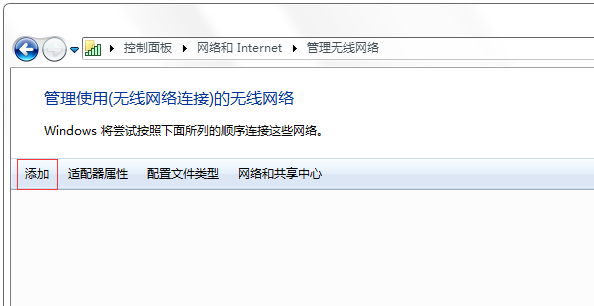 控制面板 网络和 Internet 管理无线网络
管理使用(无线网络连接)的无线网络
Windows 将尝试按照下面所列的顺序连接这些网络。
添加 适配器属性 配置文件类型 网络和共享中心